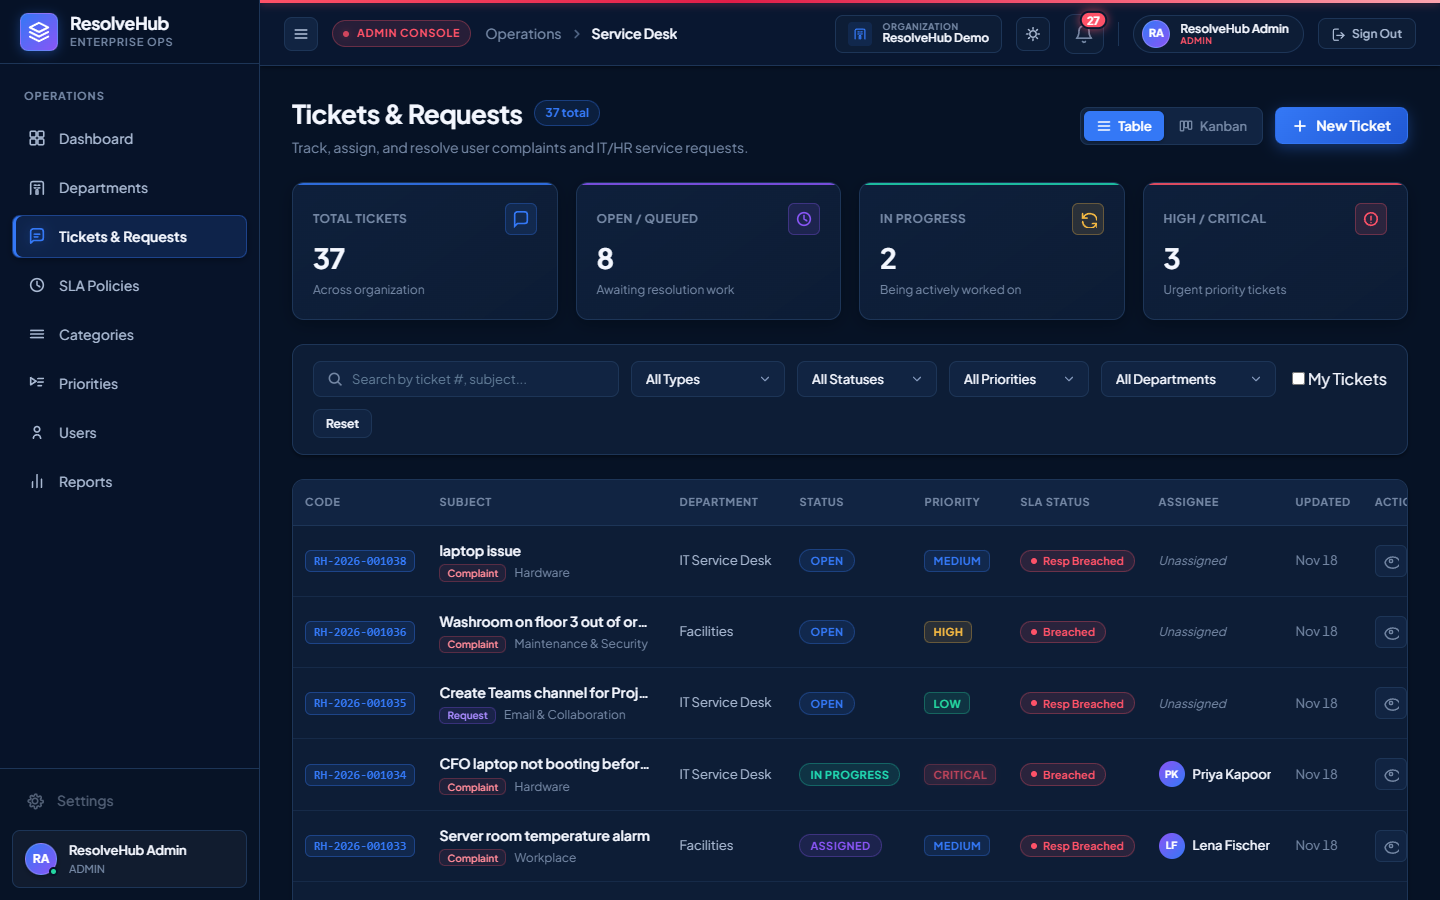 ResolveHub
ENTERPRISE OPS
OPERATIONS
Dashboard
Departments
Tickets & Requests
SLA Policies
Categories
Priorities
Users
Reports
Settings
RA
ResolveHub Admin
ADMIN
ADMIN CONSOLE
Operations > Service Desk
ORGANIZATION
ResolveHub Demo
27
RA
ResolveHub Admin
ADMIN
Sign Out
Tickets & Requests
37 total
Track, assign, and resolve user complaints and IT/HR service requests.
Table
Kanban
+ New Ticket
TOTAL TICKETS
37
Across organization
OPEN / QUEUED
8
Awaiting resolution work
IN PROGRESS
2
Being actively worked on
HIGH / CRITICAL
3
Urgent priority tickets
Search by ticket #, subject...
All Types
All Statuses
All Priorities
All Departments
My Tickets
Reset
CODE SUBJECT DEPARTMENT STATUS PRIORITY SLA STATUS ASSIGNEE UPDATED ACTIO
RH-2026-001038 laptop issue IT Service Desk OPEN MEDIUM Resp Breached Unassigned Nov 18
Complaint Hardware
RH-2026-001036 Washroom on floor 3 out of or... Facilities OPEN HIGH Breached Unassigned Nov 18
Complaint Maintenance & Security
RH-2026-001035 Create Teams channel for Proj... IT Service Desk OPEN LOW Resp Breached Unassigned Nov 18
Request Email & Collaboration
RH-2026-001034 CFO laptop not booting befor... IT Service Desk IN PROGRESS CRITICAL Breached PK Priya Kapoor Nov 18
Complaint Hardware
RH-2026-001033 Server room temperature alarm Facilities ASSIGNED MEDIUM Resp Breached LF Lena Fischer Nov 18
Complaint Workplace